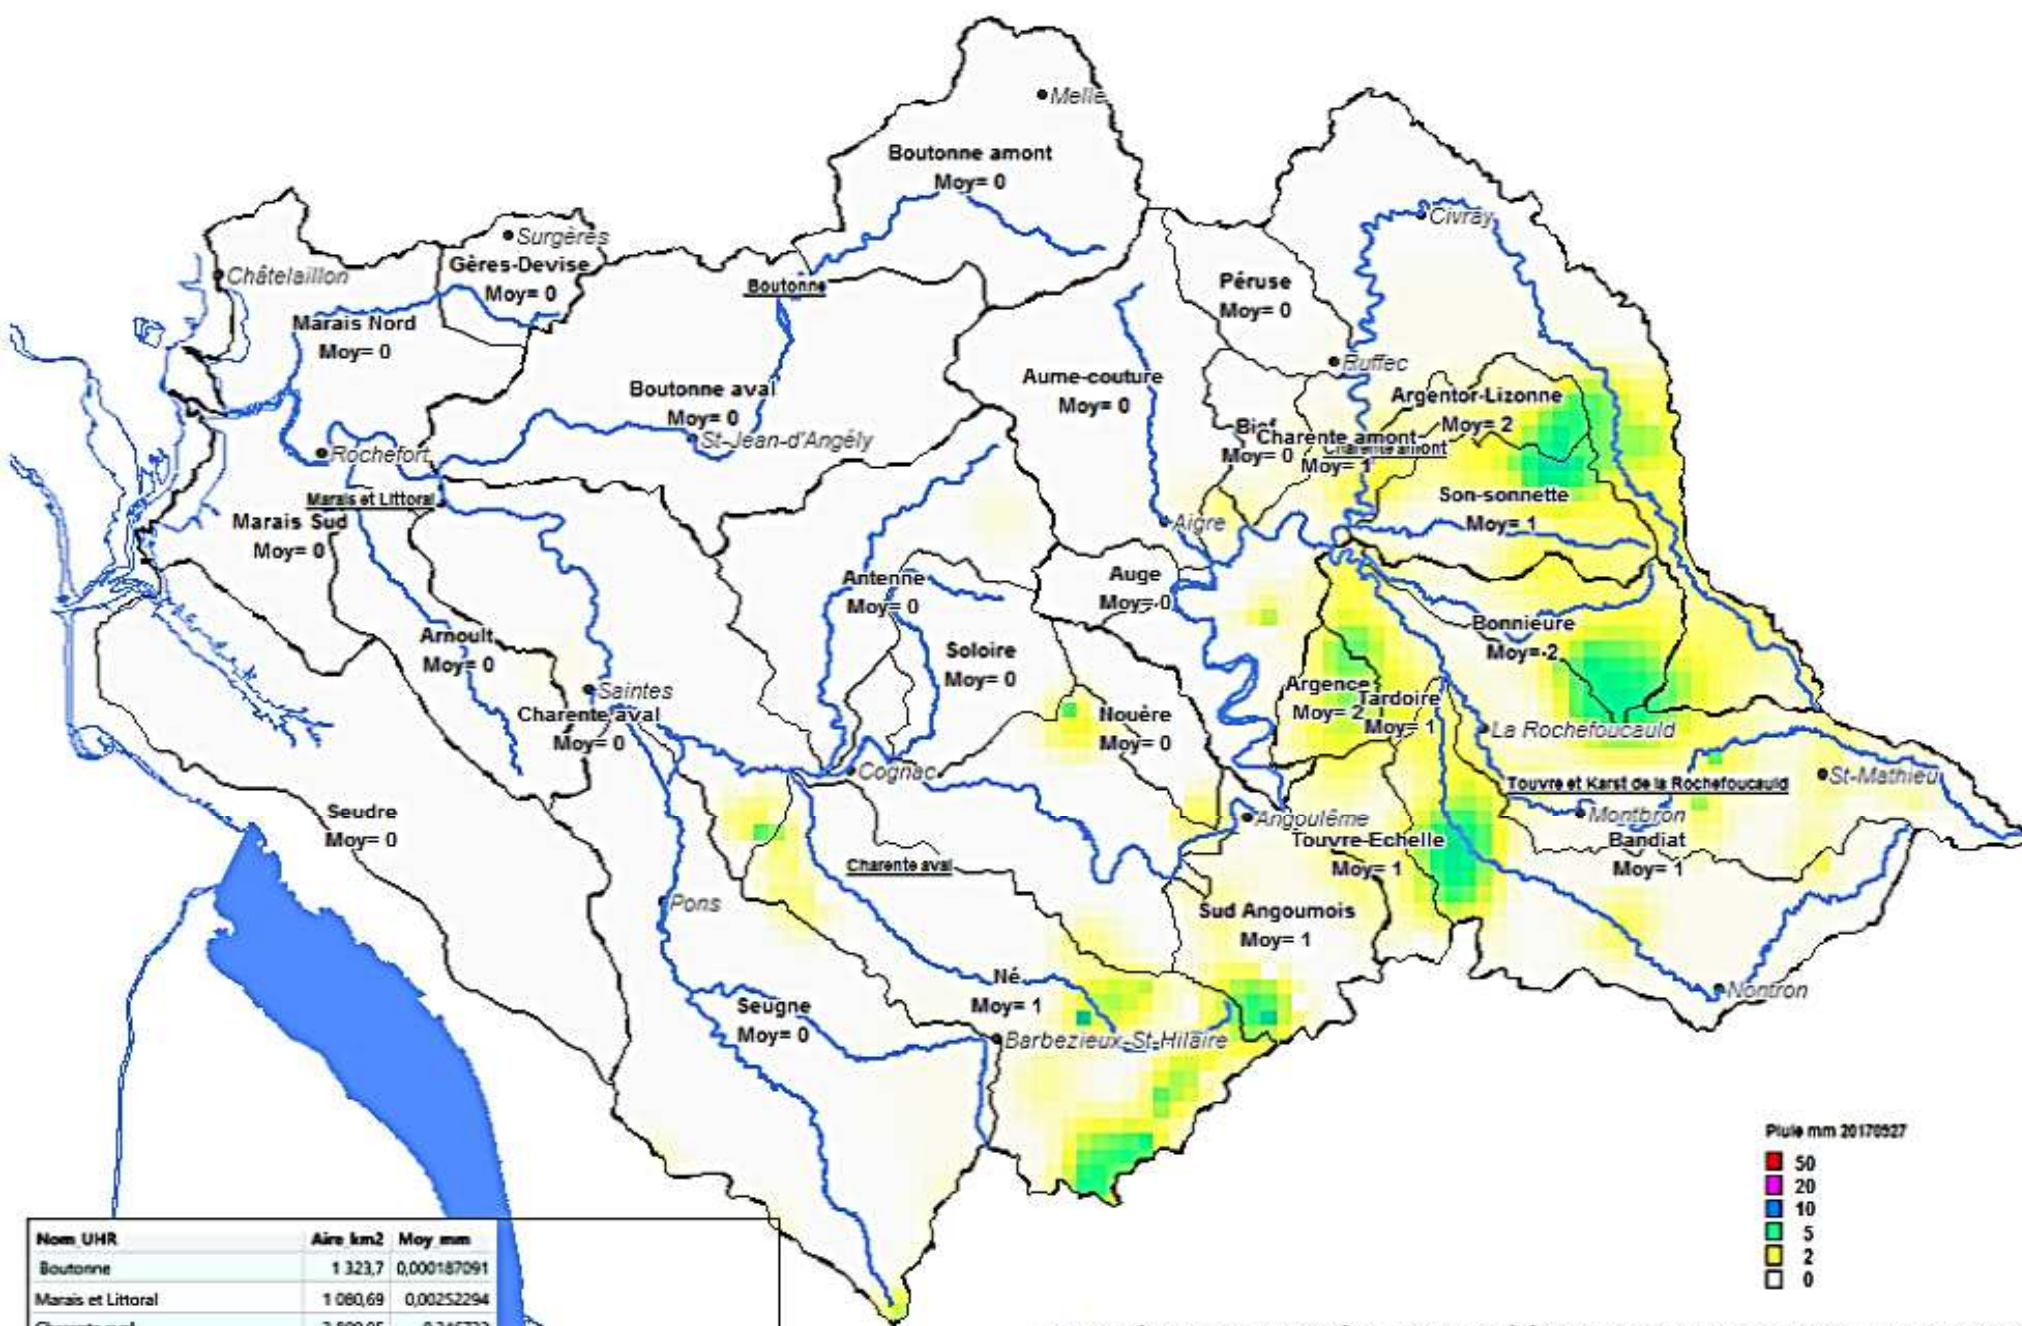 Melle
Boutonne amont
Moy= 0
Civray
Surgères
Châtelaillon
Gères-Devise
Moy= 0
Boutonne
Péruse
Moy= 0
Marais Nord
Moy= 0
Ruffec
Boutonne aval
Moy= 0
Aume-couture
Moy= 0
Argentor-Lizonne
Moy= 2
St-Jean-d'Angély
Rochefort
Bief
Moy= 0
Charente amont
Charente amont
Moy= 1
Marais et Littoral
Son-sonnette
Moy= 1
Marais Sud
Moy= 0
Aigre
Antenne
Moy= 0
Auge
Moy= 0
Bonnieure
Moy= 2
Arnoult
Moy= 0
Soloire
Moy= 0
Saintes
Argence
Moy= 2
Tardoire
Moy= 1
Charente aval
Moy= 0
Nouère
Moy= 0
La Rochefoucauld
Cognac
Touvre et Karst de la Rochefoucauld
St-Mathieu
Seudre
Moy= 0
Angoulême
Montbron
Touvre-Echelle
Moy= 1
Bandiat
Moy= 1
Charente aval
Pons
Sud Angoumois
Moy= 1
Né
Moy= 1
Nontron
Seugne
Moy= 0
Barbezieux-St-Hilaire
Pluie mm 20170927
50
20
10
5
2
0
Nom_UHR Aire_km2 Moy_mm
Boutonne 1 323,7 0,000187091
Marais et Littoral 1 080,69 0,00252294